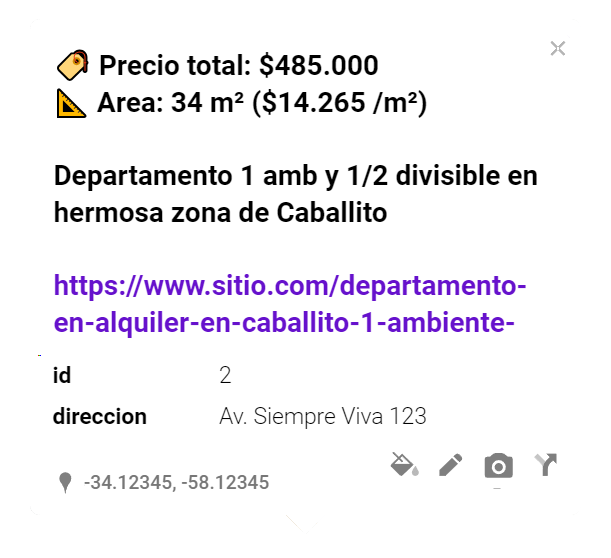 Precio total: $485.000
Area: 34 m² ($14.265 /m²)
Departamento 1 amb y 1/2 divisible en
hermosa zona de Caballito
https://www.sitio.com/departamento-
en-alquiler-en-caballito-1-ambiente-
id 2
direccion Av. Siempre Viva 123
-34.12345, -58.12345